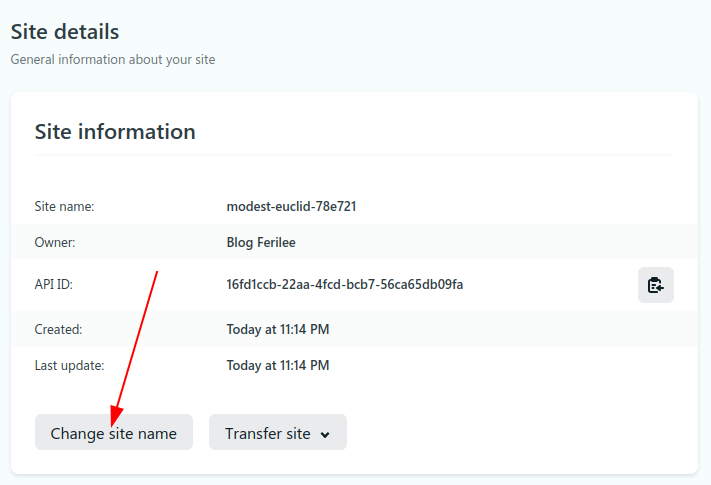 Site details
General information about your site
Site information
Site name: modest-euclid-78e721
Owner: Blog Ferilee
API ID: 16fd1ccb-22aa-4fcd-bcb7-56ca65db09fa
Created: Today at 11:14 PM
Last update: Today at 11:14 PM
Change site name Transfer site